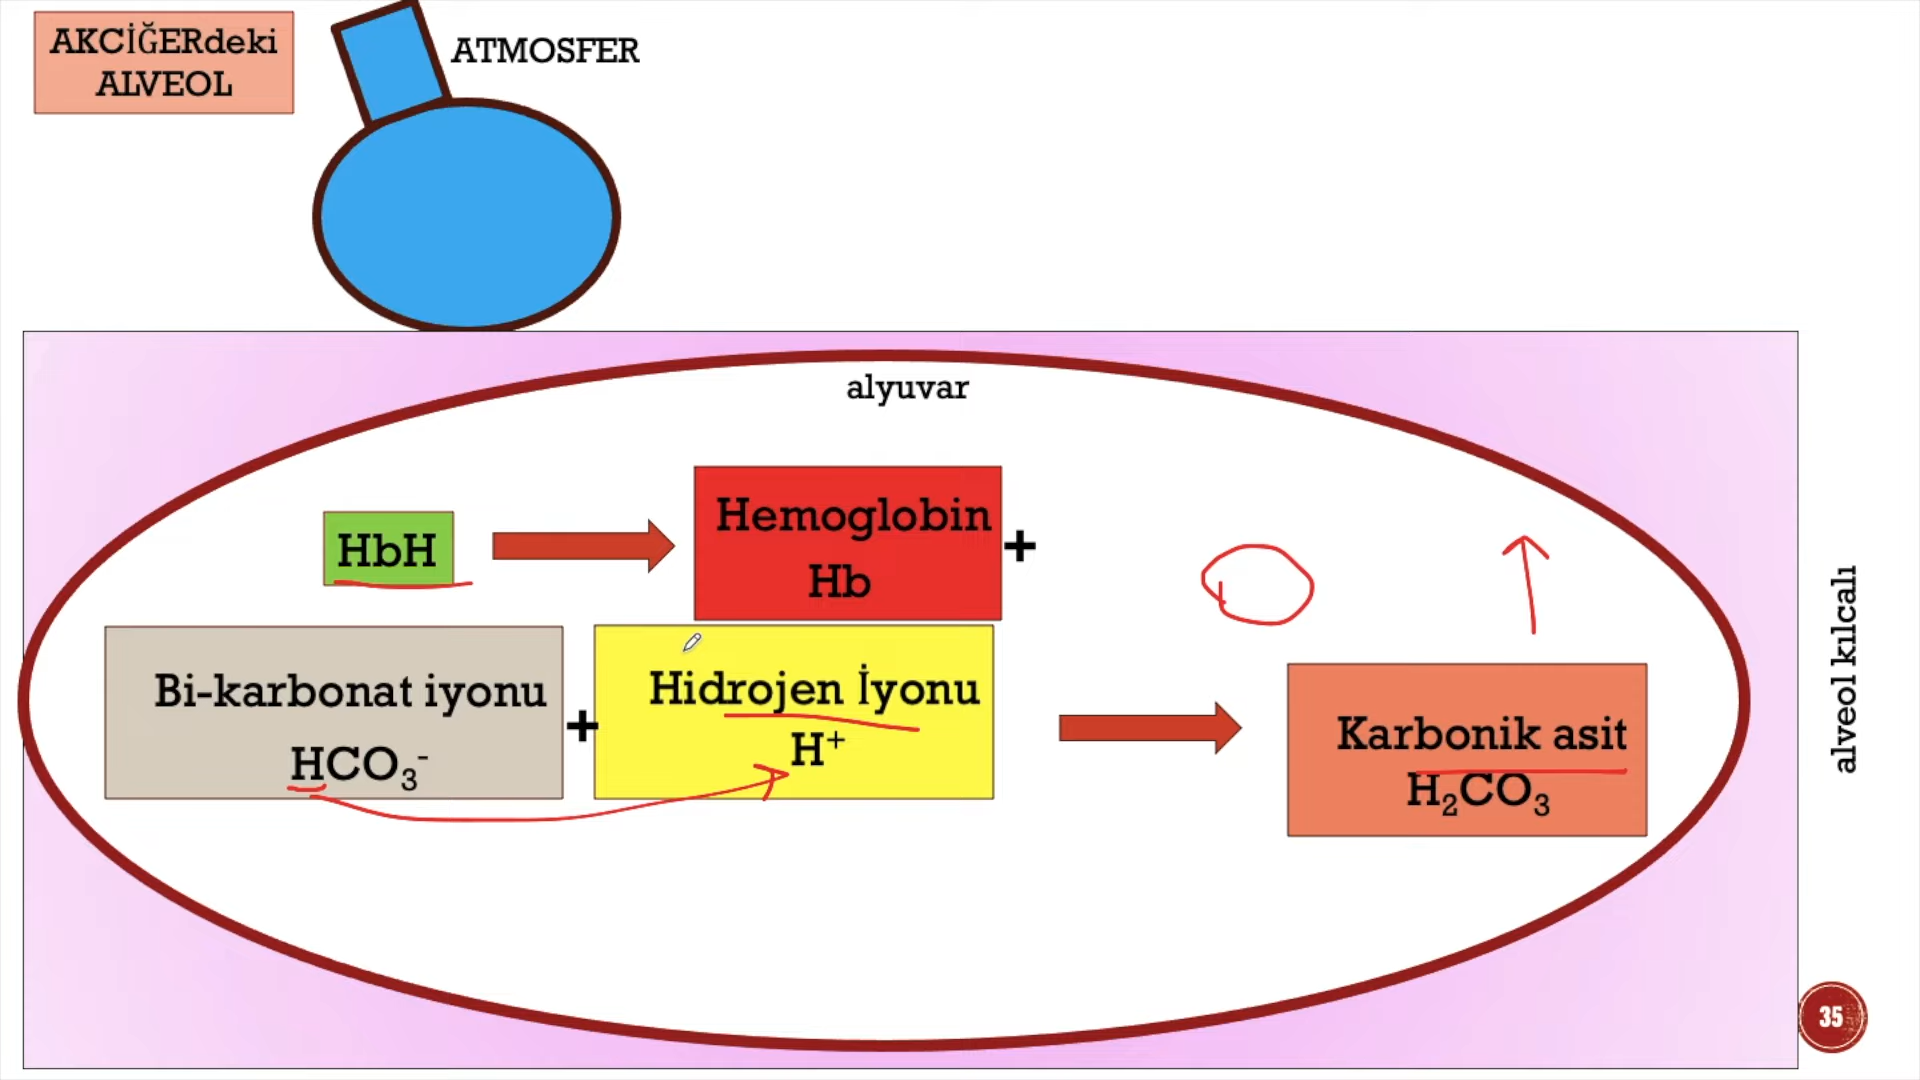 AKCİĞERdeki
ALVEOL
ATMOSFER
alyuvar
HbH
Hemoglobin
Hb
+
Bi-karbonat iyonu
HCO₃⁻
+
Hidrojen İyonu
H⁺
Karbonik asit
H₂CO₃
alveol kılcalı
35